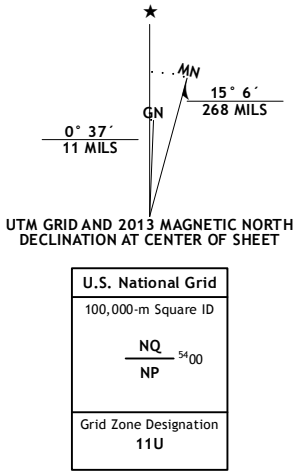 ★
MN
GN
15° 6´
268 MILS
0° 37´
11 MILS
UTM GRID AND 2013 MAGNETIC NORTH
DECLINATION AT CENTER OF SHEET
U.S. National Grid
100,000-m Square ID
NQ
5400
NP
Grid Zone Designation
11U